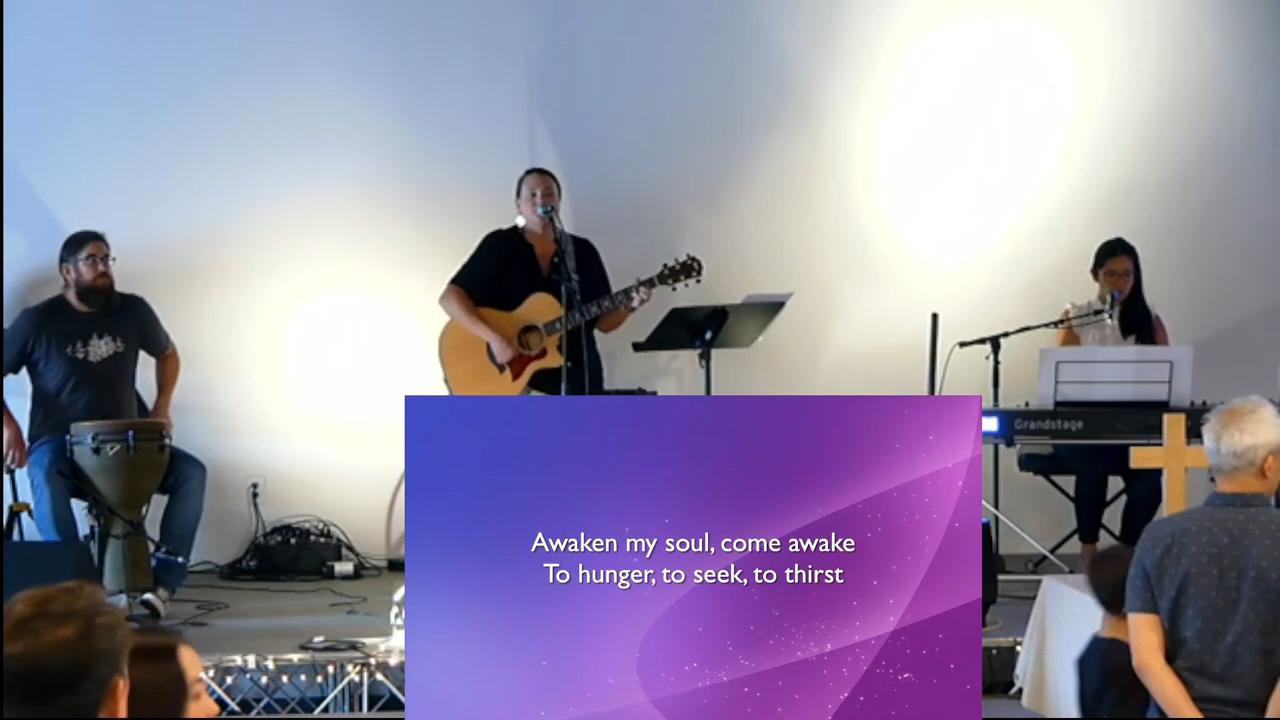 Grandstage
Awaken my soul, come awake
To hunger, to seek, to thirst